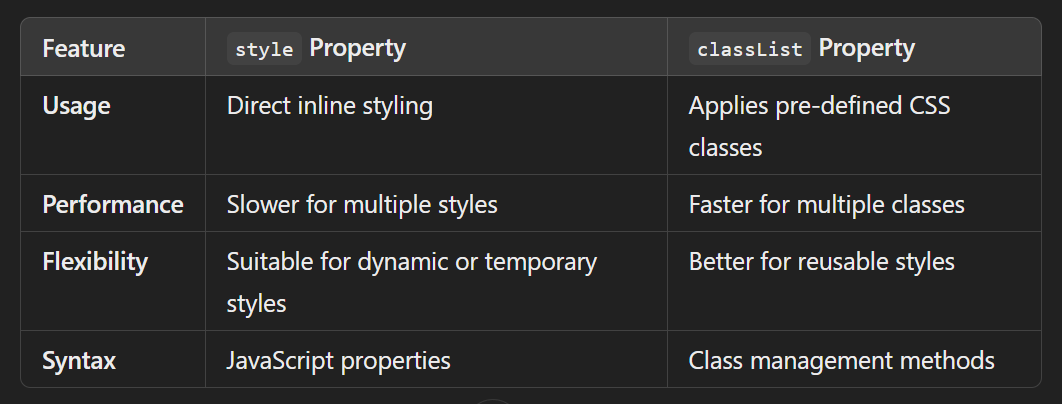 Feature
style Property
classList Property
Usage
Direct inline styling
Applies pre-defined CSS
classes
Performance
Slower for multiple styles
Faster for multiple classes
Flexibility
Suitable for dynamic or temporary
styles
Better for reusable styles
Syntax
JavaScript properties
Class management methods